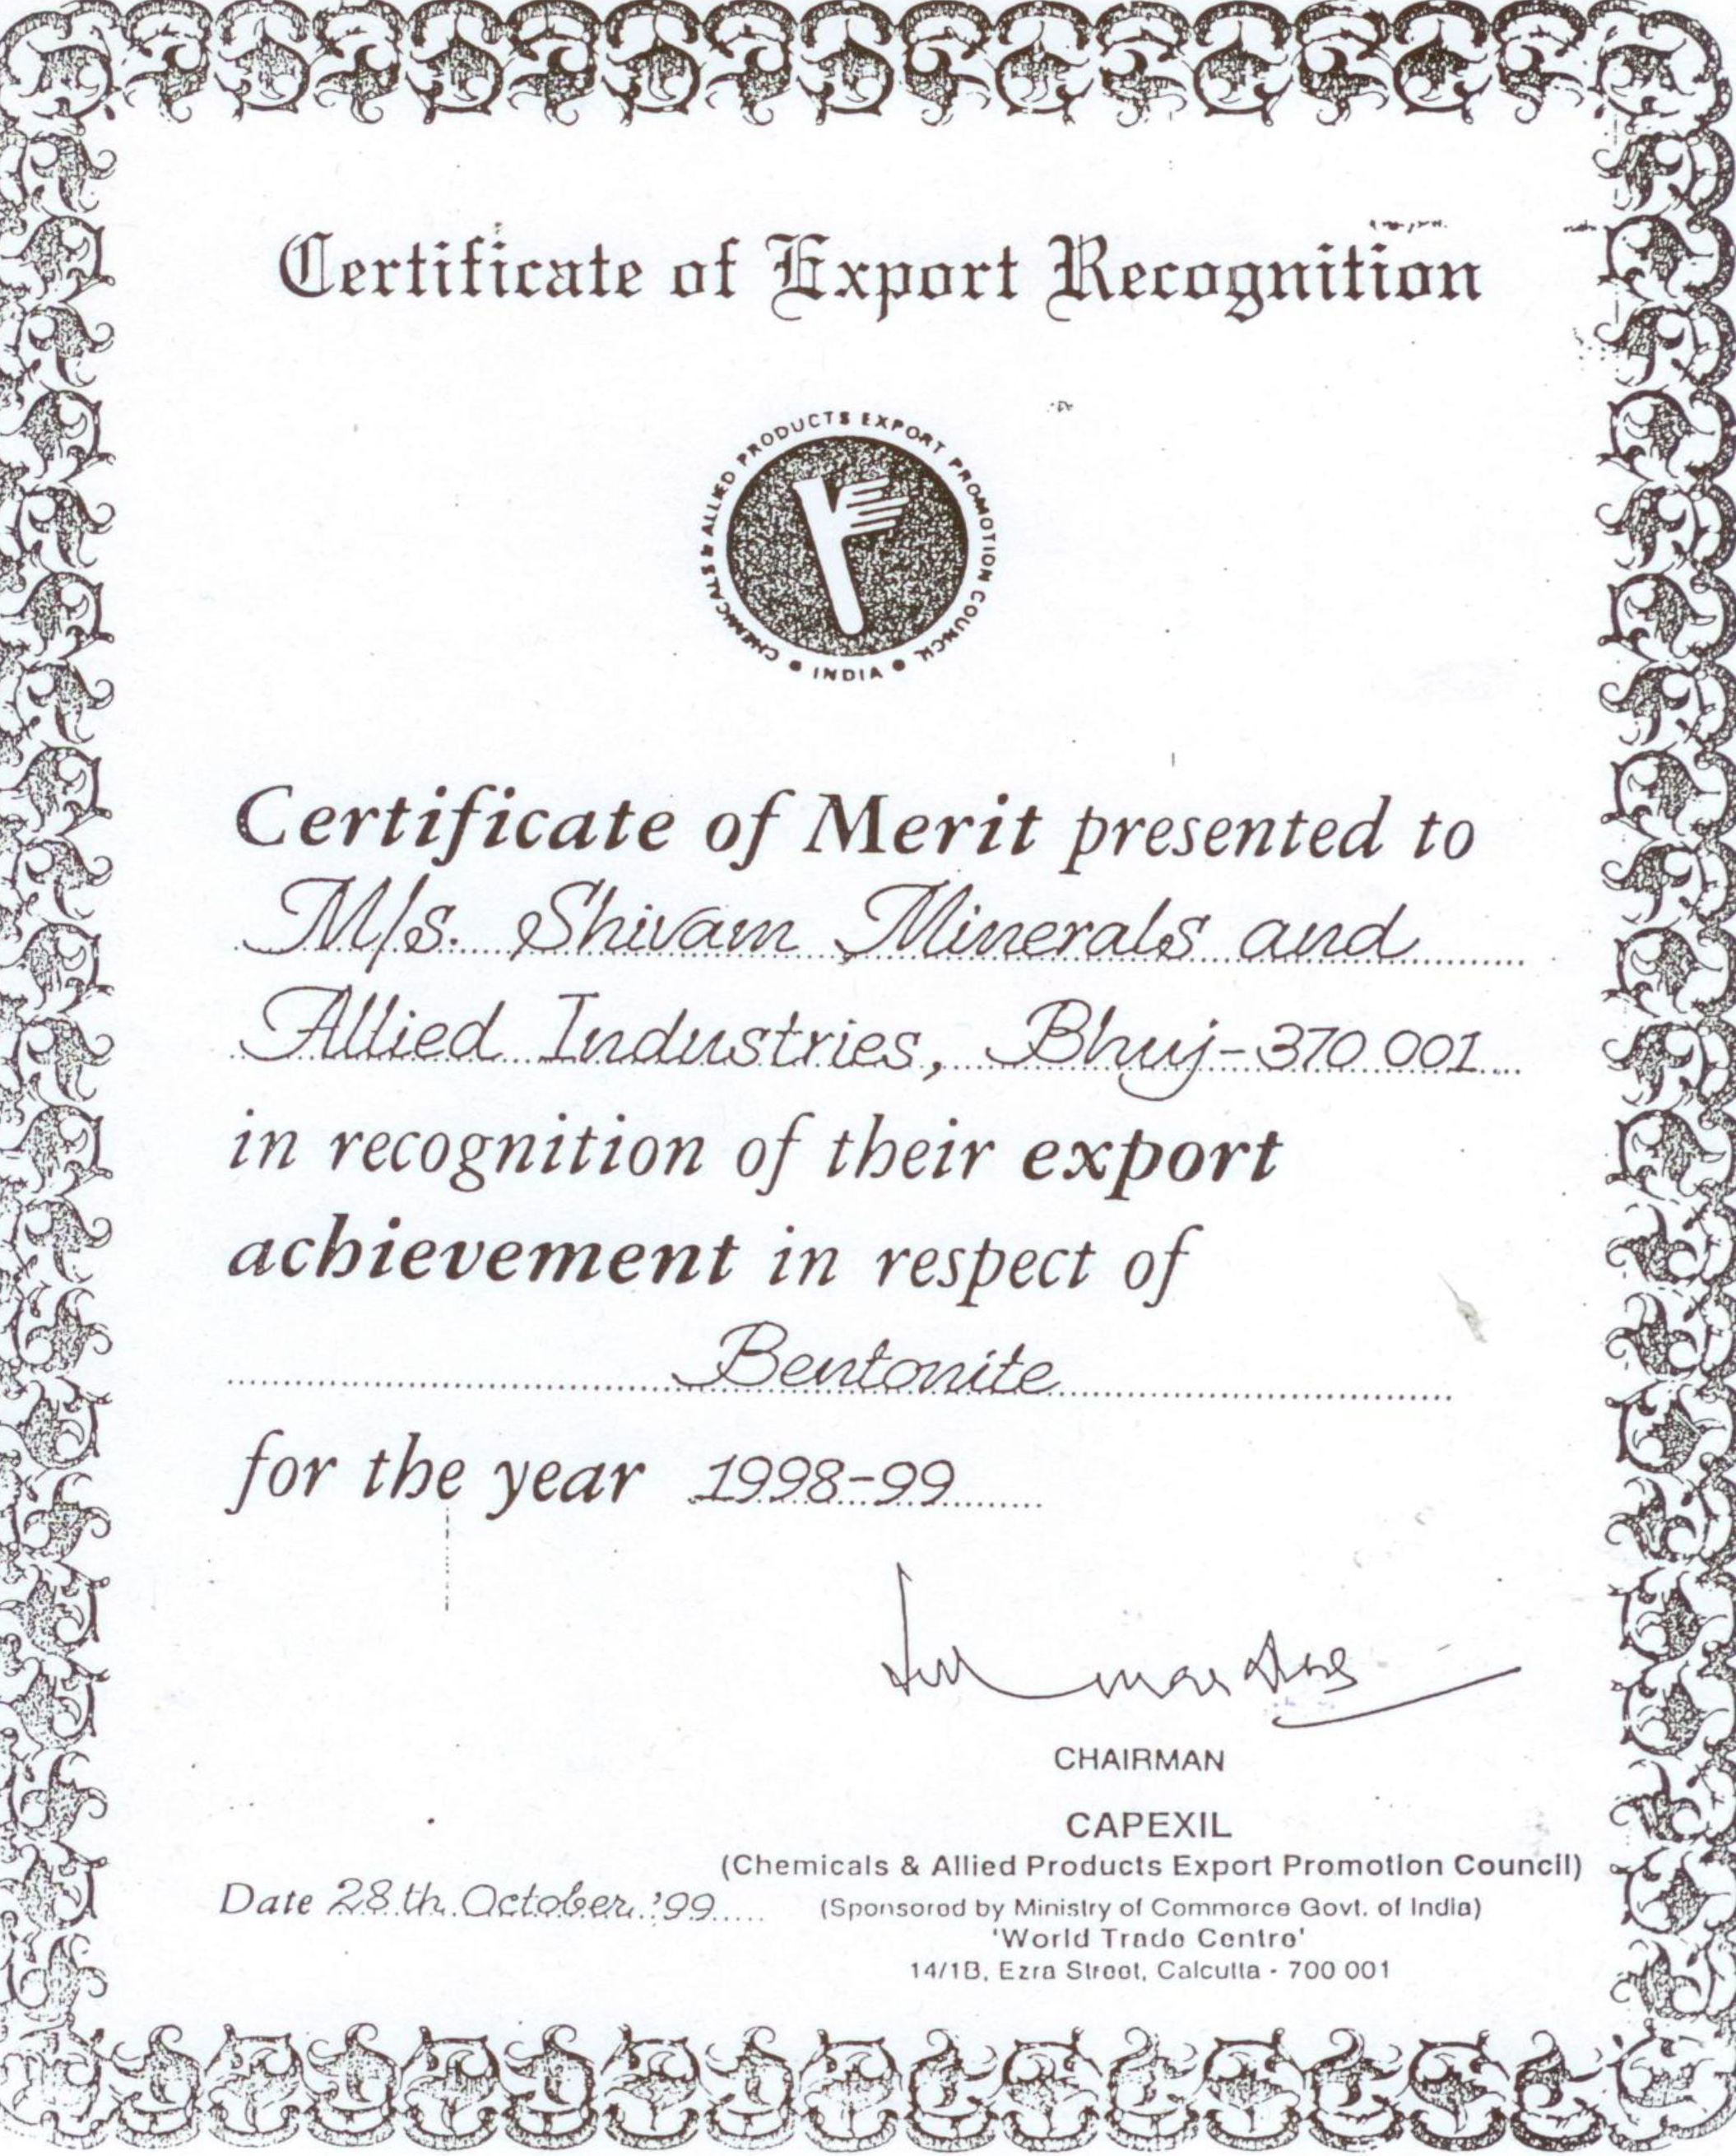 Certificate of Export Recognition
CHEMICALS & ALLIED PRODUCTS EXPORT PROMOTION COUNCIL
INDIA
Certificate of Merit presented to
M/s. Shivam Minerals and
Allied Industries, Bhuj-370 001
in recognition of their export
achievement in respect of
Bentonite
for the year 1998-99
CHAIRMAN
CAPEXIL
(Chemicals & Allied Products Export Promotion Council)
Date 28th October '99
(Sponsored by Ministry of Commerce Govt. of India)
'World Trade Centre'
14/1B, Ezra Street, Calcutta - 700 001